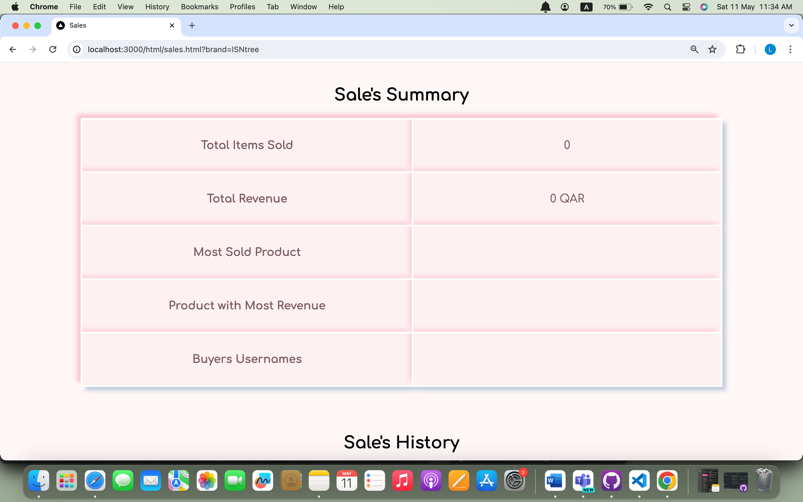 Chrome File Edit View History Bookmarks Profiles Tab Window Help A 70% Sat 11 May 11:34 AM
Sales
localhost:3000/html/sales.html?brand=ISNtree L
Sale's Summary
Total Items Sold 0
Total Revenue 0 QAR
Most Sold Product
Product with Most Revenue
Buyers Usernames
Sale's History
MAY
11
2
NEW